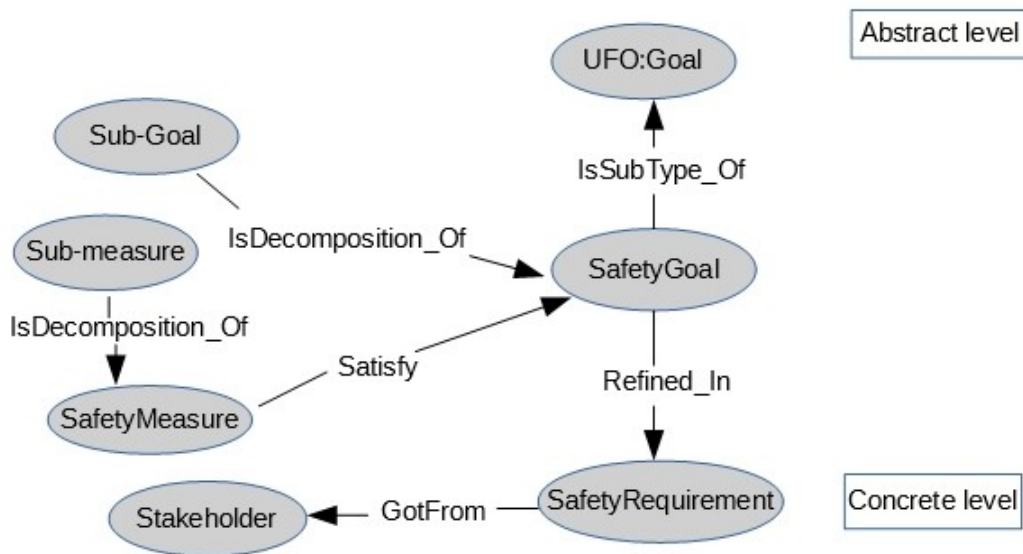 Abstract level
UFO:Goal
Sub-Goal
IsSubType_Of
IsDecomposition_Of
Sub-measure
SafetyGoal
IsDecomposition_Of
Satisfy
Refined_In
SafetyMeasure
SafetyRequirement
Concrete level
Stakeholder
GotFrom